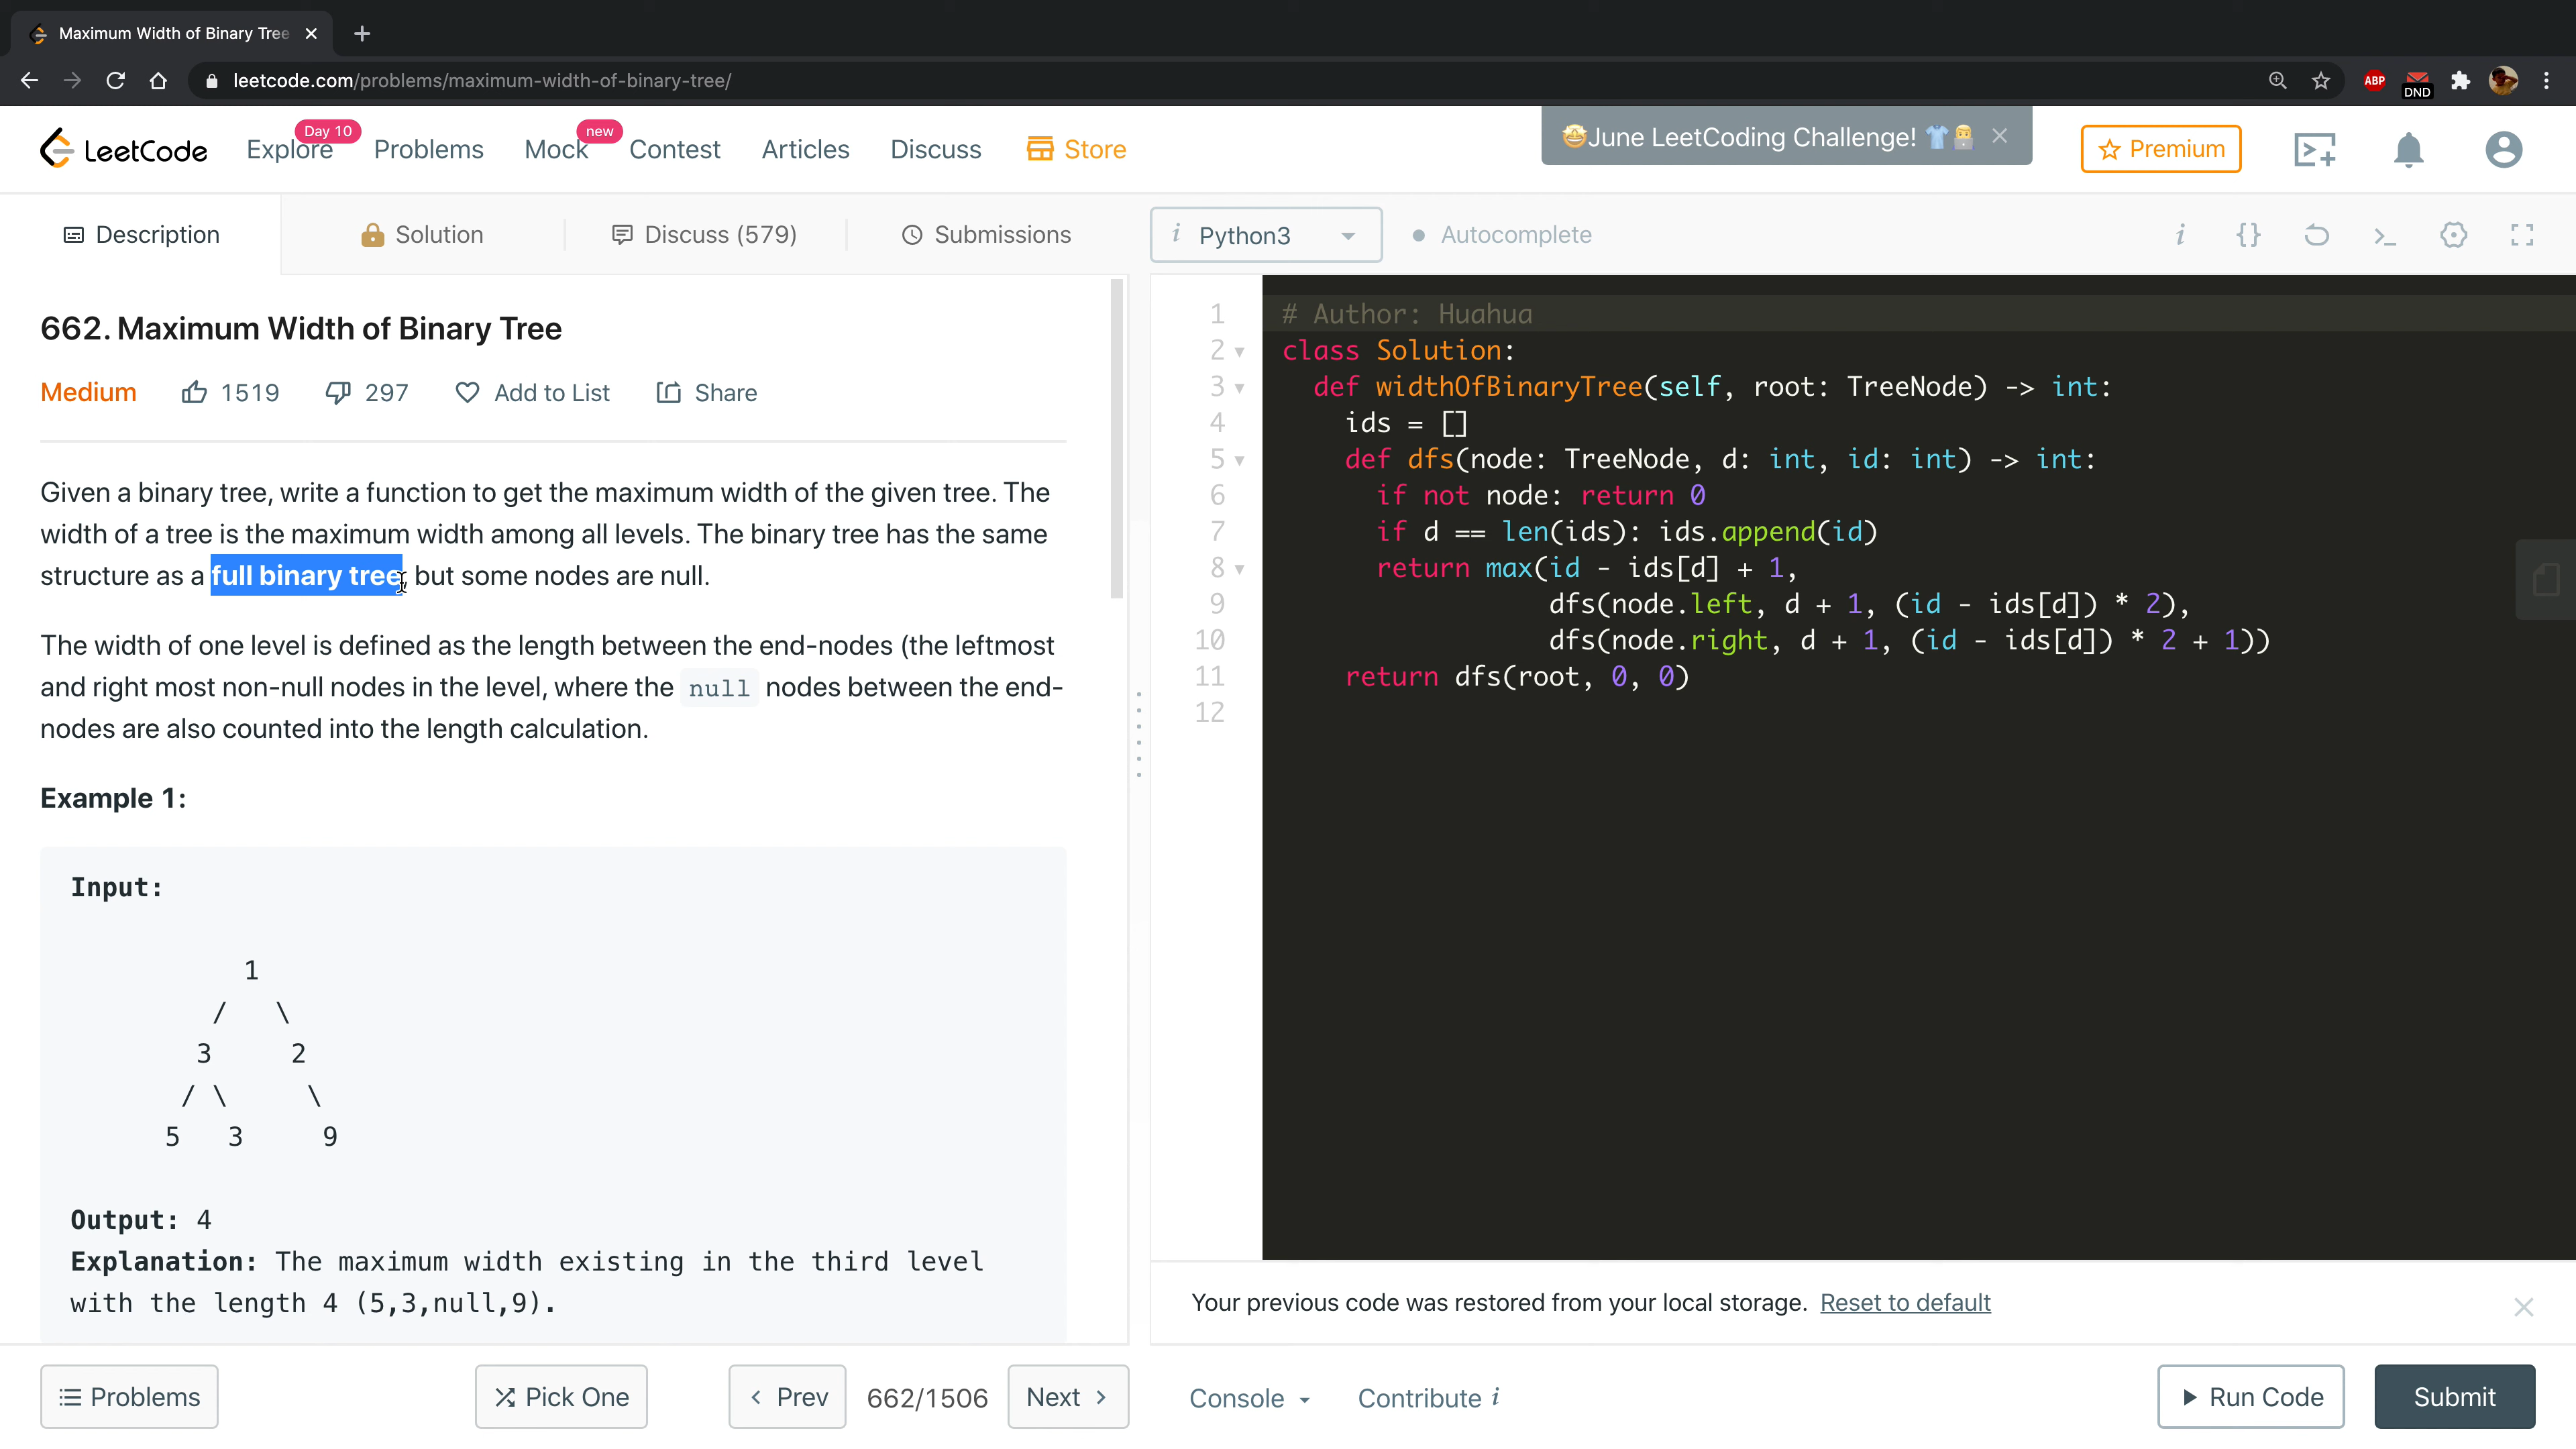 Maximum Width of Binary Tree
leetcode.com/problems/maximum-width-of-binary-tree/
ABP
DND
LeetCode
Explore
Day 10
Problems
Mock
new
Contest
Articles
Discuss
Store
🤩June LeetCoding Challenge! 👕👨‍💻
Premium
Description
Solution
Discuss (579)
Submissions
i Python3
Autocomplete
i {} >_
662. Maximum Width of Binary Tree
Medium 1519 297 Add to List Share
Given a binary tree, write a function to get the maximum width of the given tree. The
width of a tree is the maximum width among all levels. The binary tree has the same
structure as a full binary tree, but some nodes are null.
The width of one level is defined as the length between the end-nodes (the leftmost
and right most non-null nodes in the level, where the null nodes between the end-
nodes are also counted into the length calculation.
Example 1:
Input:
1
/ \
3 2
/ \ \
5 3 9
Output: 4
Explanation: The maximum width existing in the third level
with the length 4 (5,3,null,9).
1 # Author: Huahua
2 class Solution:
3 def widthOfBinaryTree(self, root: TreeNode) -> int:
4 ids = []
5 def dfs(node: TreeNode, d: int, id: int) -> int:
6 if not node: return 0
7 if d == len(ids): ids.append(id)
8 return max(id - ids[d] + 1,
9 dfs(node.left, d + 1, (id - ids[d]) * 2),
10 dfs(node.right, d + 1, (id - ids[d]) * 2 + 1))
11 return dfs(root, 0, 0)
12
Your previous code was restored from your local storage. Reset to default
Problems
Pick One
Prev
662/1506
Next
Console
Contribute i
Run Code
Submit